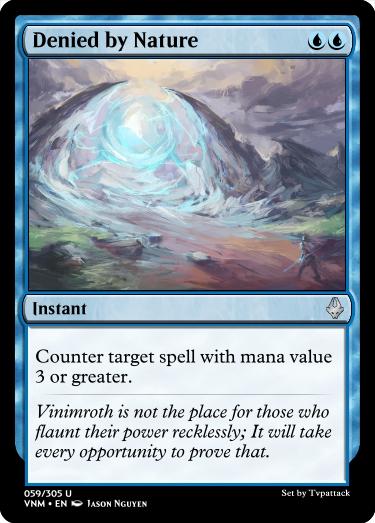 Denied by Nature
Instant
Counter target spell with mana value
3 or greater.
Vinimroth is not the place for those who
flaunt their power recklessly; It will take
every opportunity to prove that.
059/305 U
VNM • EN Jason Nguyen
Set by Tvpattack